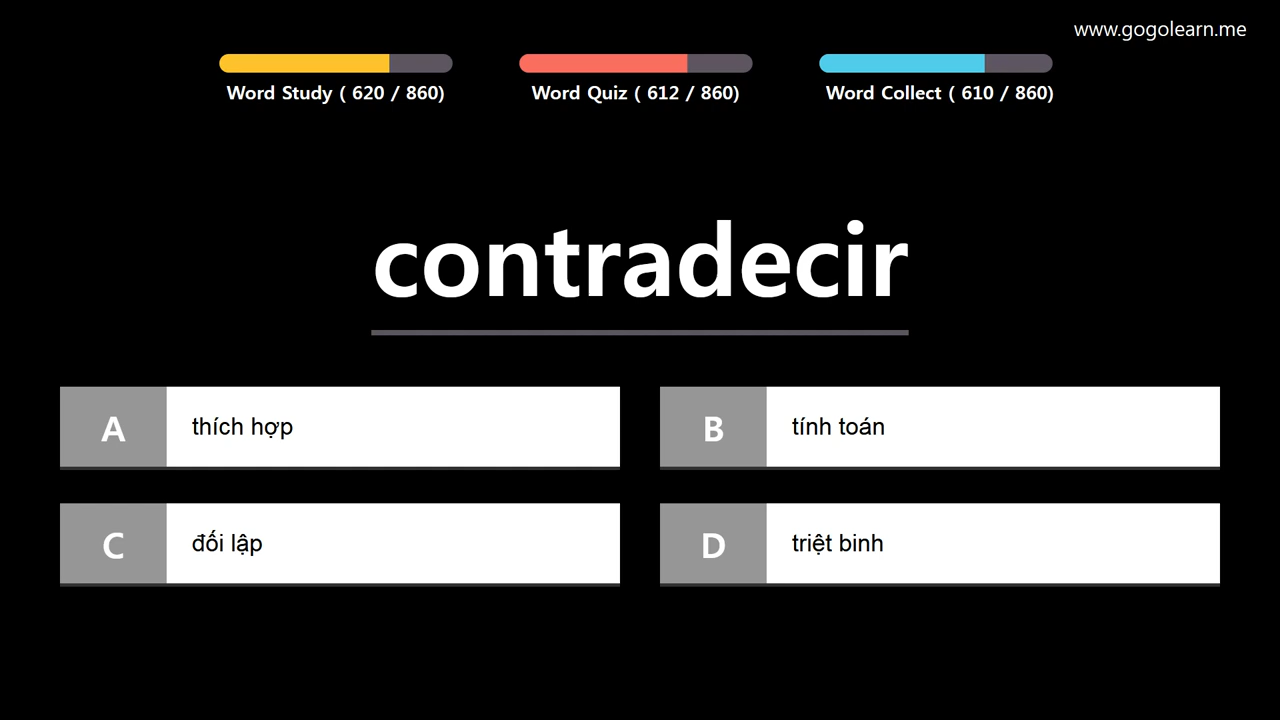 www.gogolearn.me
Word Study ( 620 / 860)
Word Quiz ( 612 / 860)
Word Collect ( 610 / 860)
contradecir
A thích hợp
B tính toán
C đối lập
D triệt binh